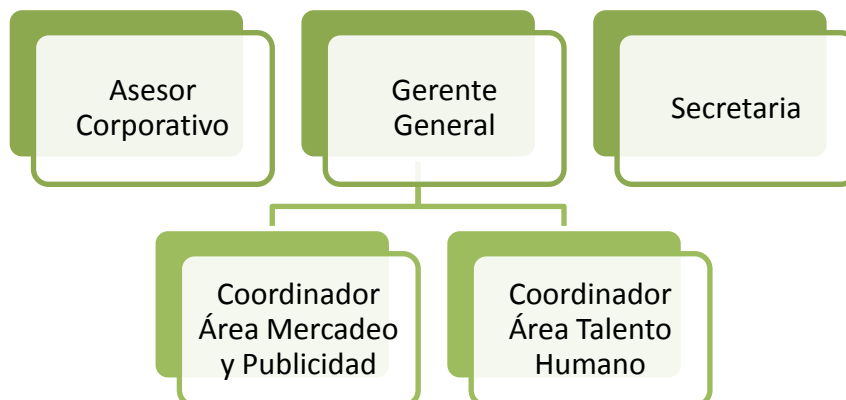 Asesor
Corporativo
Gerente
General
Secretaria
Coordinador
Área Mercadeo
y Publicidad
Coordinador
Área Talento
Humano